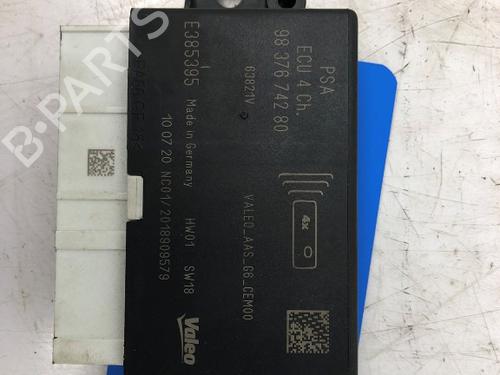 PSA
ECU 4 Ch.
98 376 742 80
63821V
4x
VALEO_AAS_G6_CEM00
E385395
Made in Germany
HW01 SW18
10 07 20 NC01/2018909579
Valeo
B-PARTS